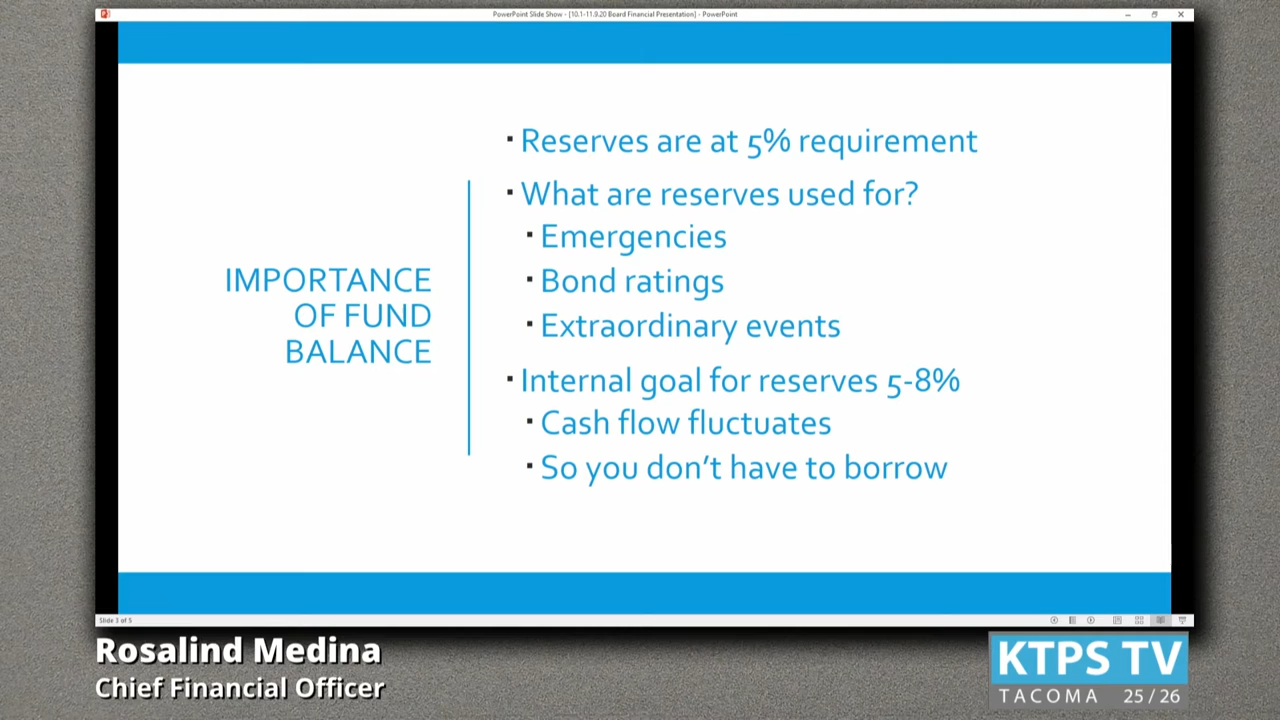 PowerPoint Slide Show - [10.1-11.9.20 Board Financial Presentation] - PowerPoint
IMPORTANCE
OF FUND
BALANCE
▪ Reserves are at 5% requirement
▪ What are reserves used for?
▪ Emergencies
▪ Bond ratings
▪ Extraordinary events
▪ Internal goal for reserves 5-8%
▪ Cash flow fluctuates
▪ So you don't have to borrow
Slide 3 of 5
Rosalind Medina
Chief Financial Officer
KTPS TV
TACOMA 25/26